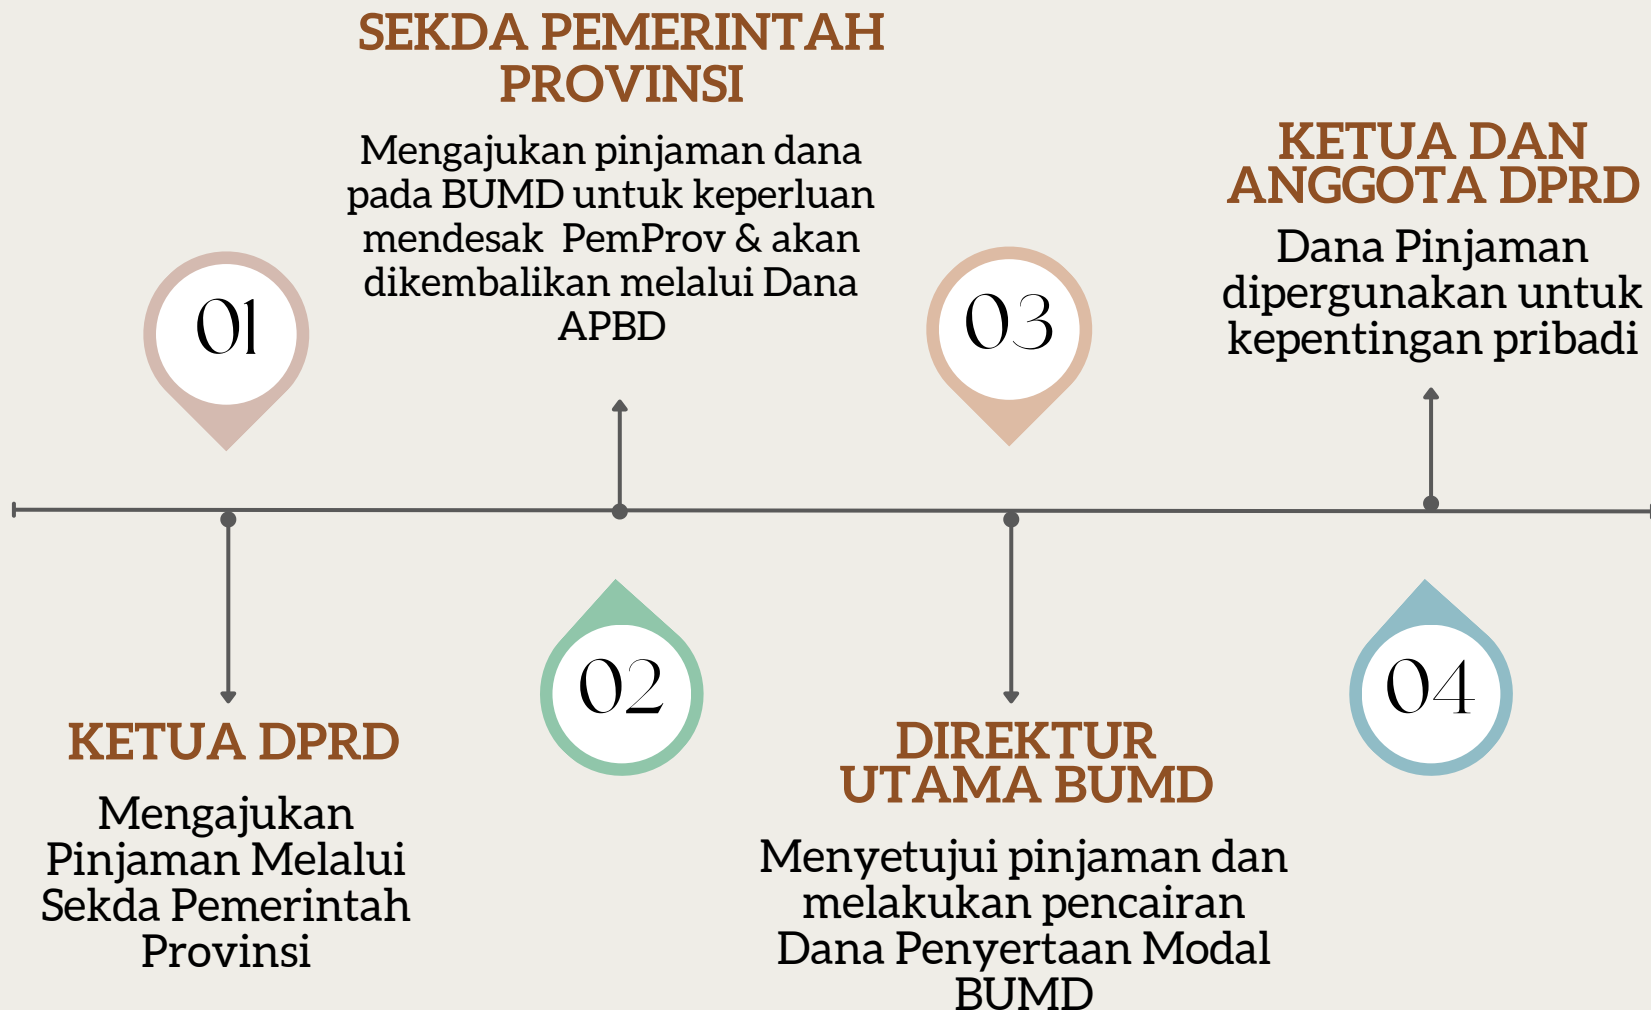 01
KETUA DPRD
Mengajukan
Pinjaman Melalui
Sekda Pemerintah
Provinsi
SEKDA PEMERINTAH
PROVINSI
Mengajukan pinjaman dana
pada BUMD untuk keperluan
mendesak PemProv & akan
dikembalikan melalui Dana
APBD
02
03
DIREKTUR
UTAMA BUMD
Menyetujui pinjaman dan
melakukan pencairan
Dana Penyertaan Modal
BUMD
KETUA DAN
ANGGOTA DPRD
Dana Pinjaman
dipergunakan untuk
kepentingan pribadi
04